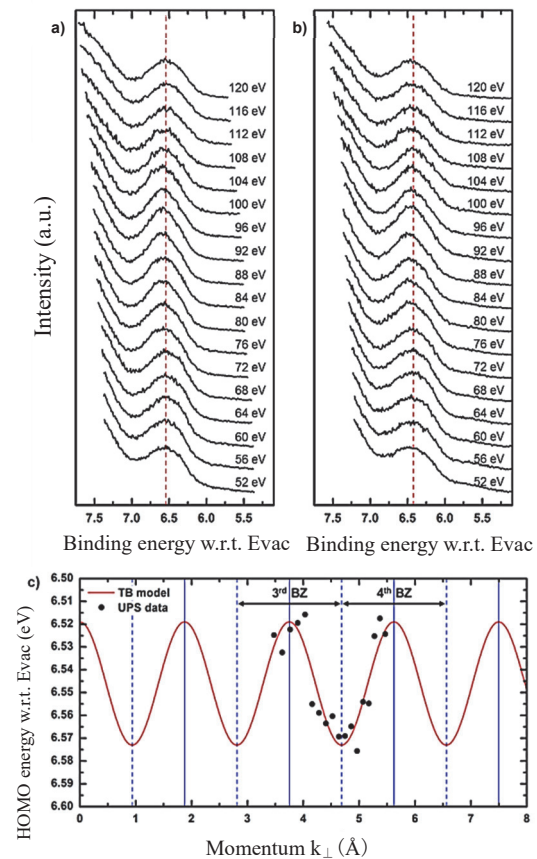 a)
120 eV
116 eV
112 eV
108 eV
104 eV
100 eV
96 eV
92 eV
88 eV
84 eV
80 eV
76 eV
72 eV
68 eV
64 eV
60 eV
56 eV
52 eV
7.5 7.0 6.5 6.0 5.5
Binding energy w.r.t. Evac
Intensity (a.u.)
b)
120 eV
116 eV
112 eV
108 eV
104 eV
100 eV
96 eV
92 eV
88 eV
84 eV
80 eV
76 eV
72 eV
68 eV
64 eV
60 eV
56 eV
52 eV
7.5 7.0 6.5 6.0 5.5
Binding energy w.r.t. Evac
c)
TB model
UPS data
3rd BZ
4th BZ
6.50
6.51
6.52
6.53
6.54
6.55
6.56
6.57
6.58
6.59
6.60
HOMO energy w.r.t. Evac (eV)
0 1 2 3 4 5 6 7 8
Momentum k⊥ (Å)